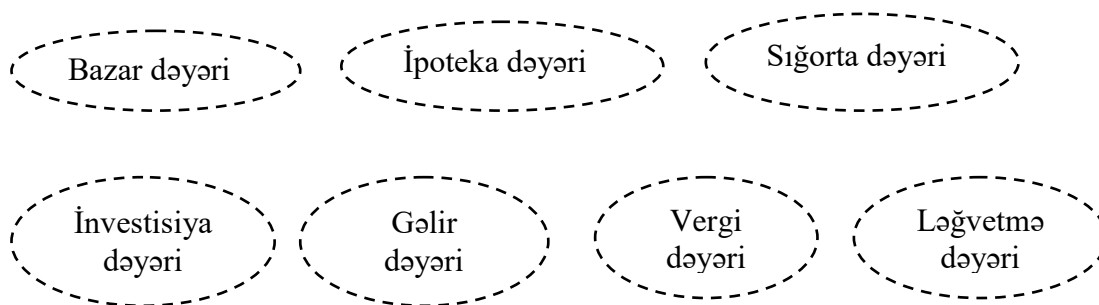 Bazar dəyəri
İpoteka dəyəri
Sığorta dəyəri
İnvestisiya
dəyəri
Gəlir
dəyəri
Vergi
dəyəri
Ləğvetmə
dəyəri